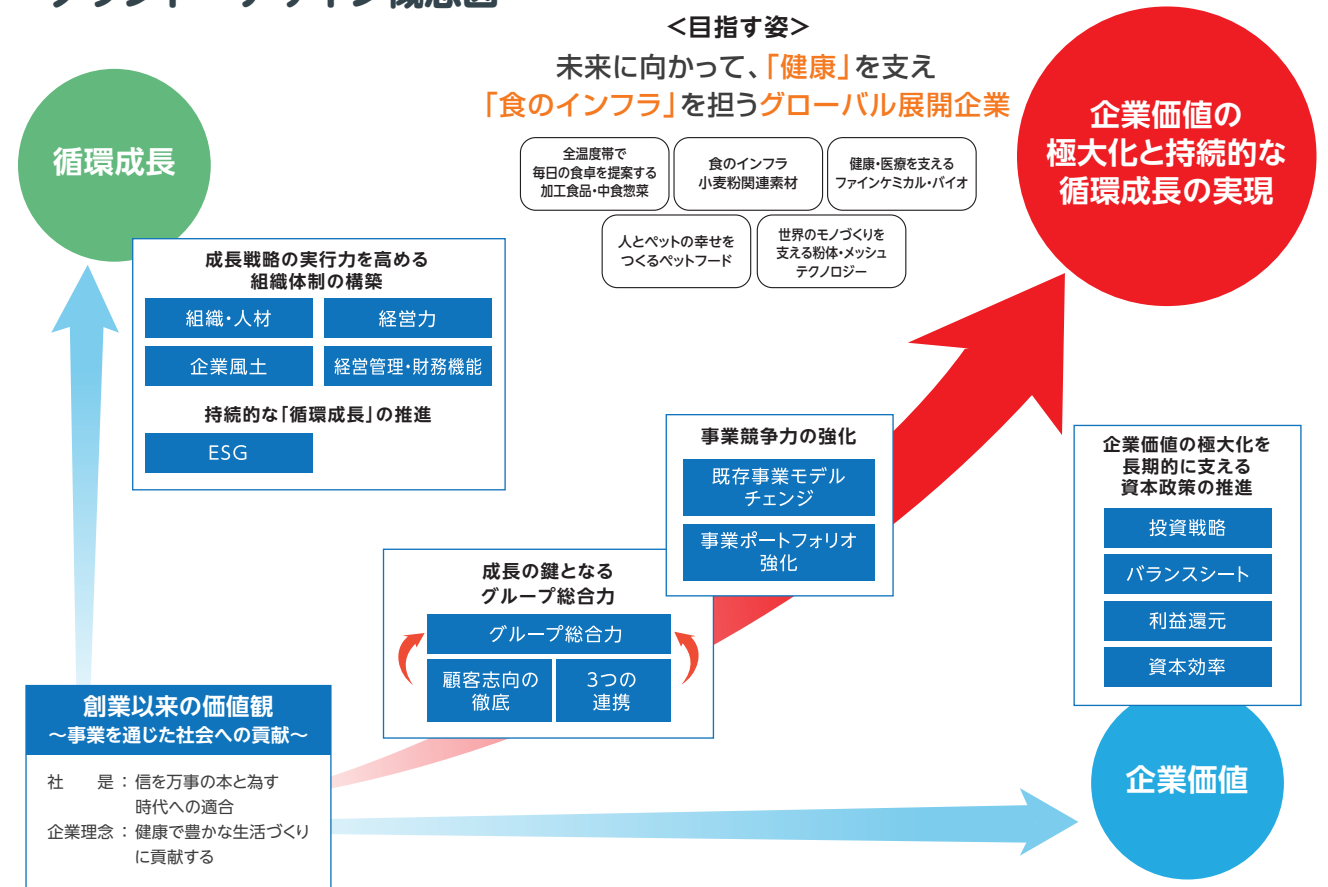 <目指す姿>
未来に向かって、「健康」を支え
「食のインフラ」を担うグローバル展開企業
全温度帯で
毎日の食卓を提案する
加工食品・中食惣菜
食のインフラ
小麦粉関連素材
健康・医療を支える
ファインケミカル・バイオ
人とペットの幸せを
つくるペットフード
世界のモノづくりを
支える粉体・メッシュ
テクノロジー
企業価値の
極大化と持続的な
循環成長の実現
循環成長
成長戦略の実行力を高める
組織体制の構築
組織・人材
経営力
企業風土
経営管理・財務機能
持続的な「循環成長」の推進
ESG
事業競争力の強化
既存事業モデル
チェンジ
事業ポートフォリオ
強化
成長の鍵となる
グループ総合力
グループ総合力
顧客志向の
徹底
3つの
連携
企業価値の極大化を
長期的に支える
資本政策の推進
投資戦略
バランスシート
利益還元
資本効率
企業価値
創業以来の価値観
～事業を通じた社会への貢献～
社　是：信を万事の本と為す
時代への適合
企業理念：健康で豊かな生活づくり
に貢献する